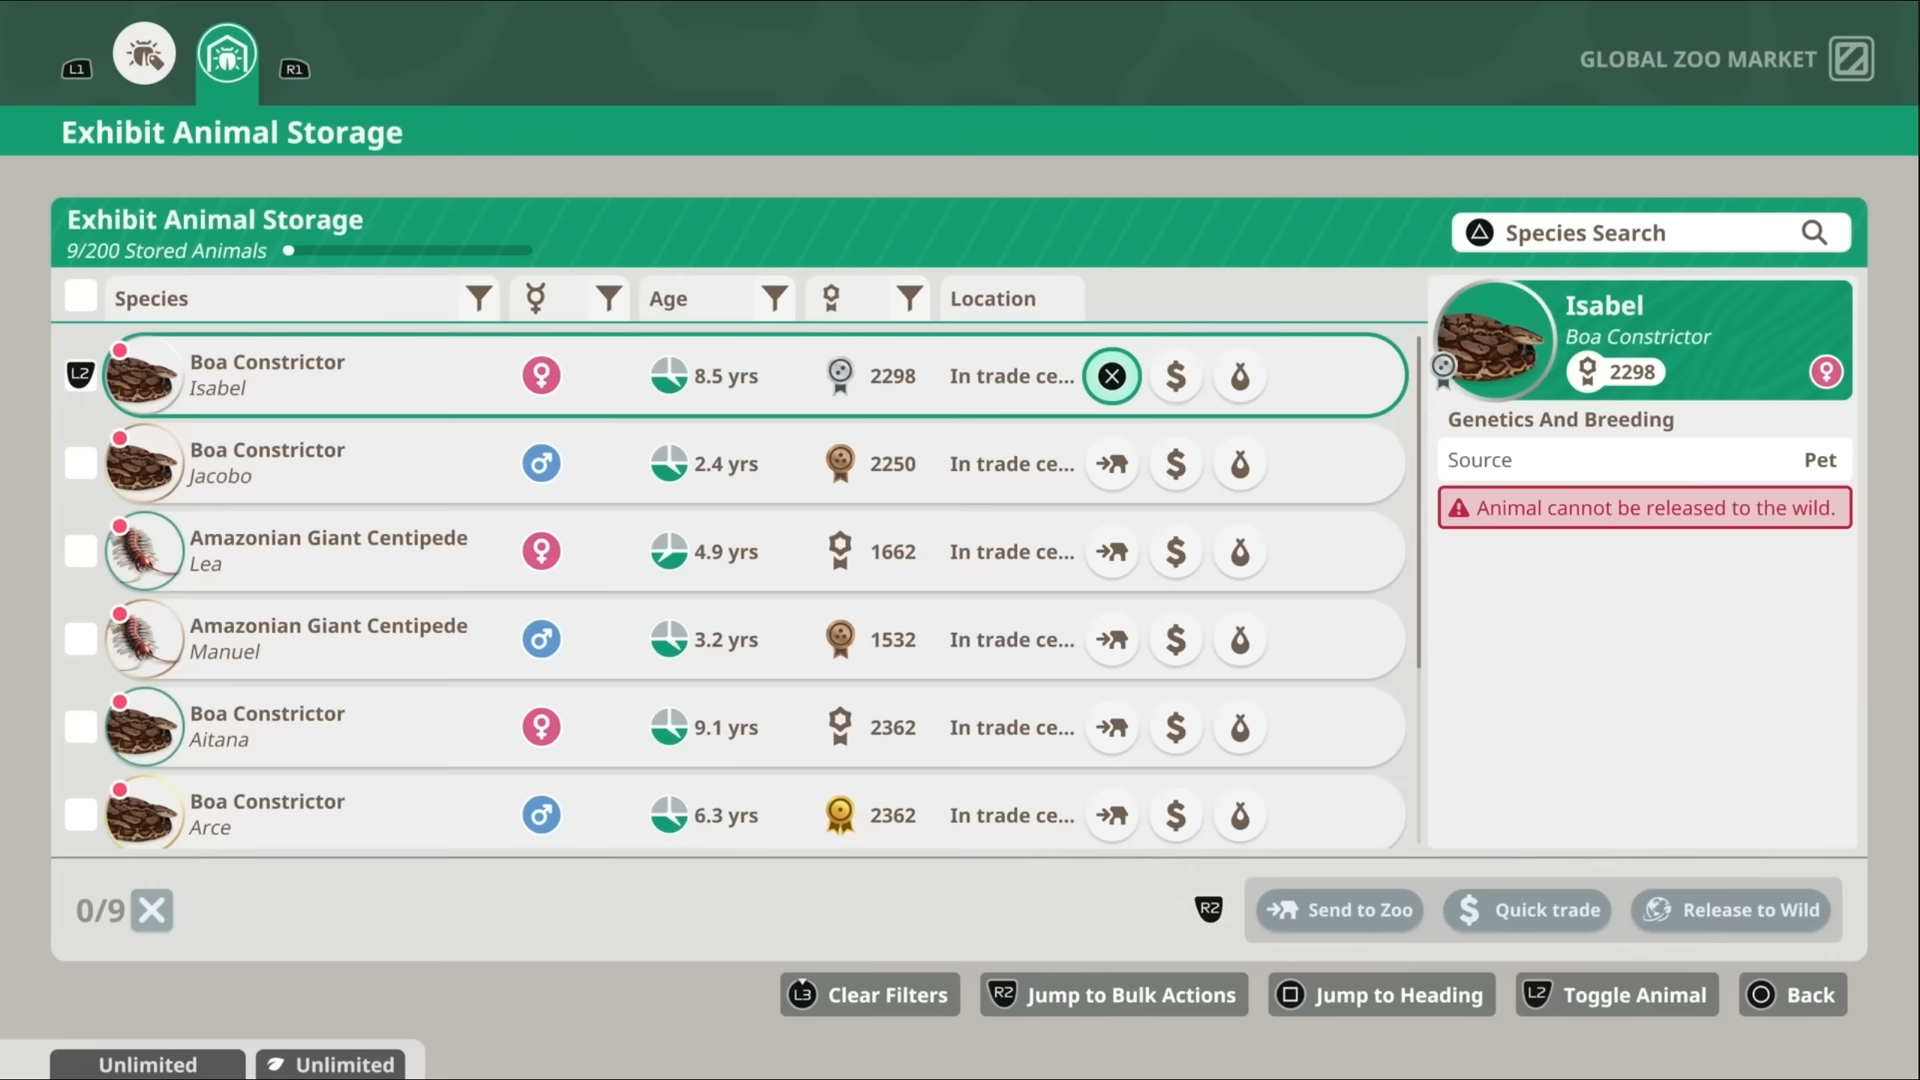 L1
R1
GLOBAL ZOO MARKET
Exhibit Animal Storage
Exhibit Animal Storage
9/200 Stored Animals
Species Search
Species
Age
Location
L2
Boa Constrictor
Isabel
8.5 yrs
2298
In trade ce...
$
Boa Constrictor
Jacobo
2.4 yrs
2250
In trade ce...
$
Amazonian Giant Centipede
Lea
4.9 yrs
1662
In trade ce...
$
Amazonian Giant Centipede
Manuel
3.2 yrs
1532
In trade ce...
$
Boa Constrictor
Aitana
9.1 yrs
2362
In trade ce...
$
Boa Constrictor
Arce
6.3 yrs
2362
In trade ce...
$
Isabel
Boa Constrictor
2298
Genetics And Breeding
Source Pet
Animal cannot be released to the wild.
0/9
R2
Send to Zoo
$ Quick trade
Release to Wild
L3 Clear Filters
R2 Jump to Bulk Actions
Jump to Heading
L2 Toggle Animal
Back
Unlimited
Unlimited